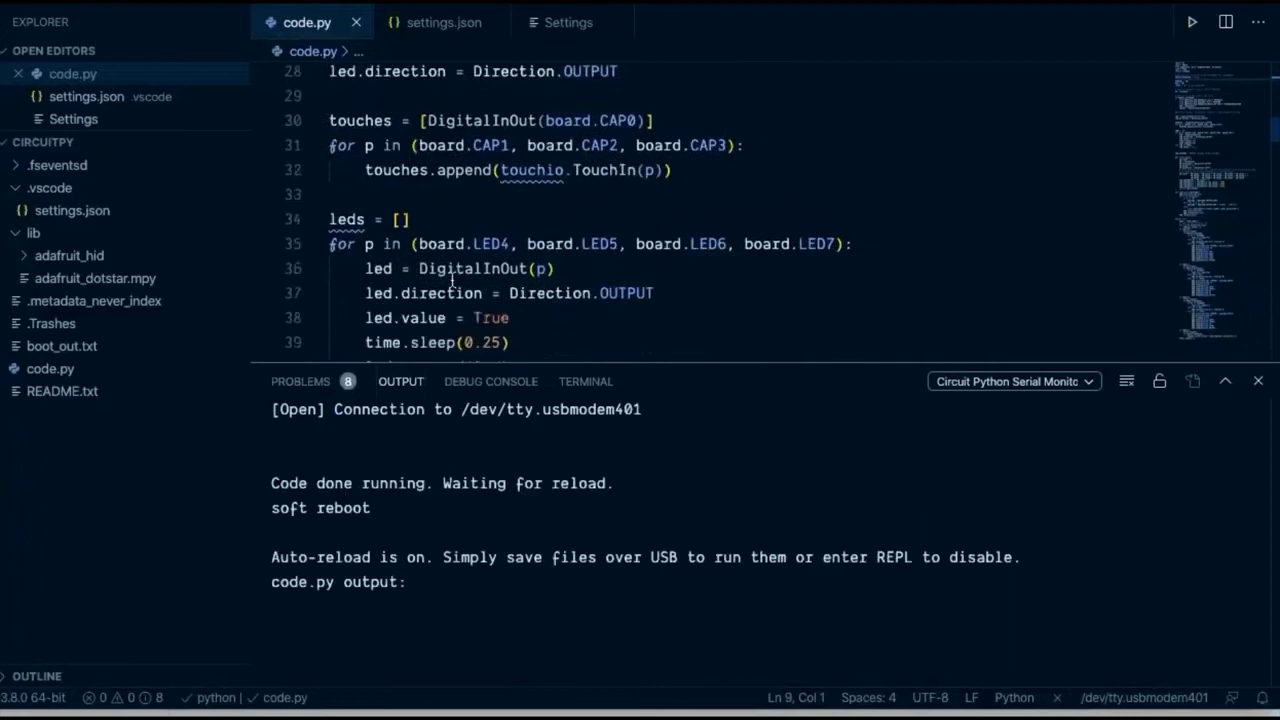 EXPLORER
OPEN EDITORS
code.py
settings.json .vscode
Settings
CIRCUITPY
.fseventsd
.vscode
settings.json
lib
adafruit_hid
adafruit_dotstar.mpy
.metadata_never_index
.Trashes
boot_out.txt
code.py
README.txt
OUTLINE
code.py
settings.json
Settings
code.py > ...
28 led.direction = Direction.OUTPUT
29
30 touches = [DigitalInOut(board.CAP0)]
31 for p in (board.CAP1, board.CAP2, board.CAP3):
32 touches.append(touchio.TouchIn(p))
33
34 leds = []
35 for p in (board.LED4, board.LED5, board.LED6, board.LED7):
36 led = DigitalInOut(p)
37 led.direction = Direction.OUTPUT
38 led.value = True
39 time.sleep(0.25)
PROBLEMS 8 OUTPUT DEBUG CONSOLE TERMINAL Circuit Python Serial Monitc
[Open] Connection to /dev/tty.usbmodem401
Code done running. Waiting for reload.
soft reboot
Auto-reload is on. Simply save files over USB to run them or enter REPL to disable.
code.py output:
3.8.0 64-bit 0 0 8 python | code.py Ln 9, Col 1 Spaces: 4 UTF-8 LF Python /dev/tty.usbmodem401